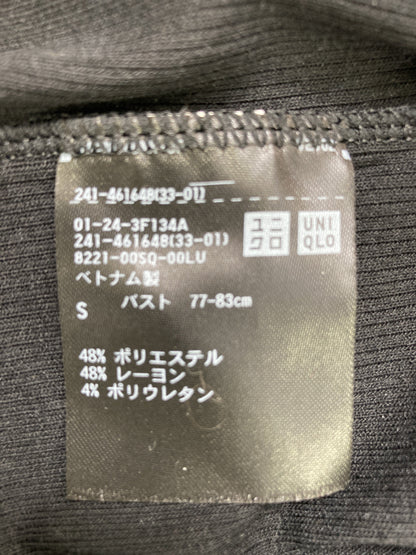 241-461648(33-01)
01-24-3F134A
241-461648(33-01)
8221-00SQ-00LU
ベトナム製
S バスト 77-83cm
48% ポリエステル
48% レーヨン
4% ポリウレタン
ユニ
クロ
UNI
QLO